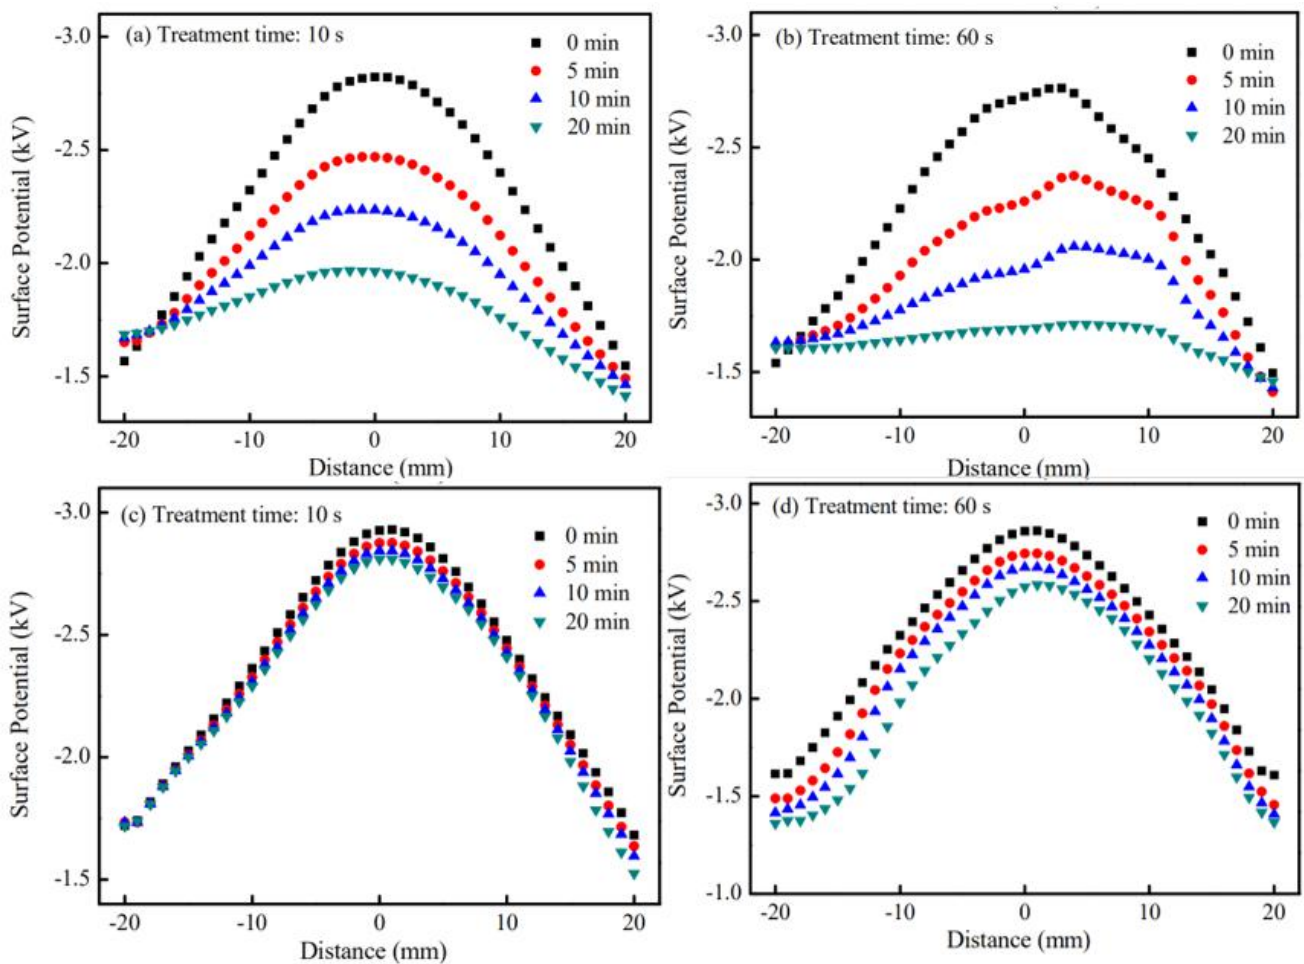 (a) Treatment time: 10 s
0 min
5 min
10 min
20 min
-3.0
-2.5
-2.0
-1.5
Surface Potential (kV)
-20
-10
0
10
20
Distance (mm)
(b) Treatment time: 60 s
0 min
5 min
10 min
20 min
-3.0
-2.5
-2.0
-1.5
Surface Potential (kV)
-20
-10
0
10
20
Distance (mm)
(c) Treatment time: 10 s
0 min
5 min
10 min
20 min
-3.0
-2.5
-2.0
-1.5
Surface Potential (kV)
-20
-10
0
10
20
Distance (mm)
(d) Treatment time: 60 s
0 min
5 min
10 min
20 min
-3.0
-2.5
-2.0
-1.5
-1.0
Surface Potential (kV)
-20
-10
0
10
20
Distance (mm)